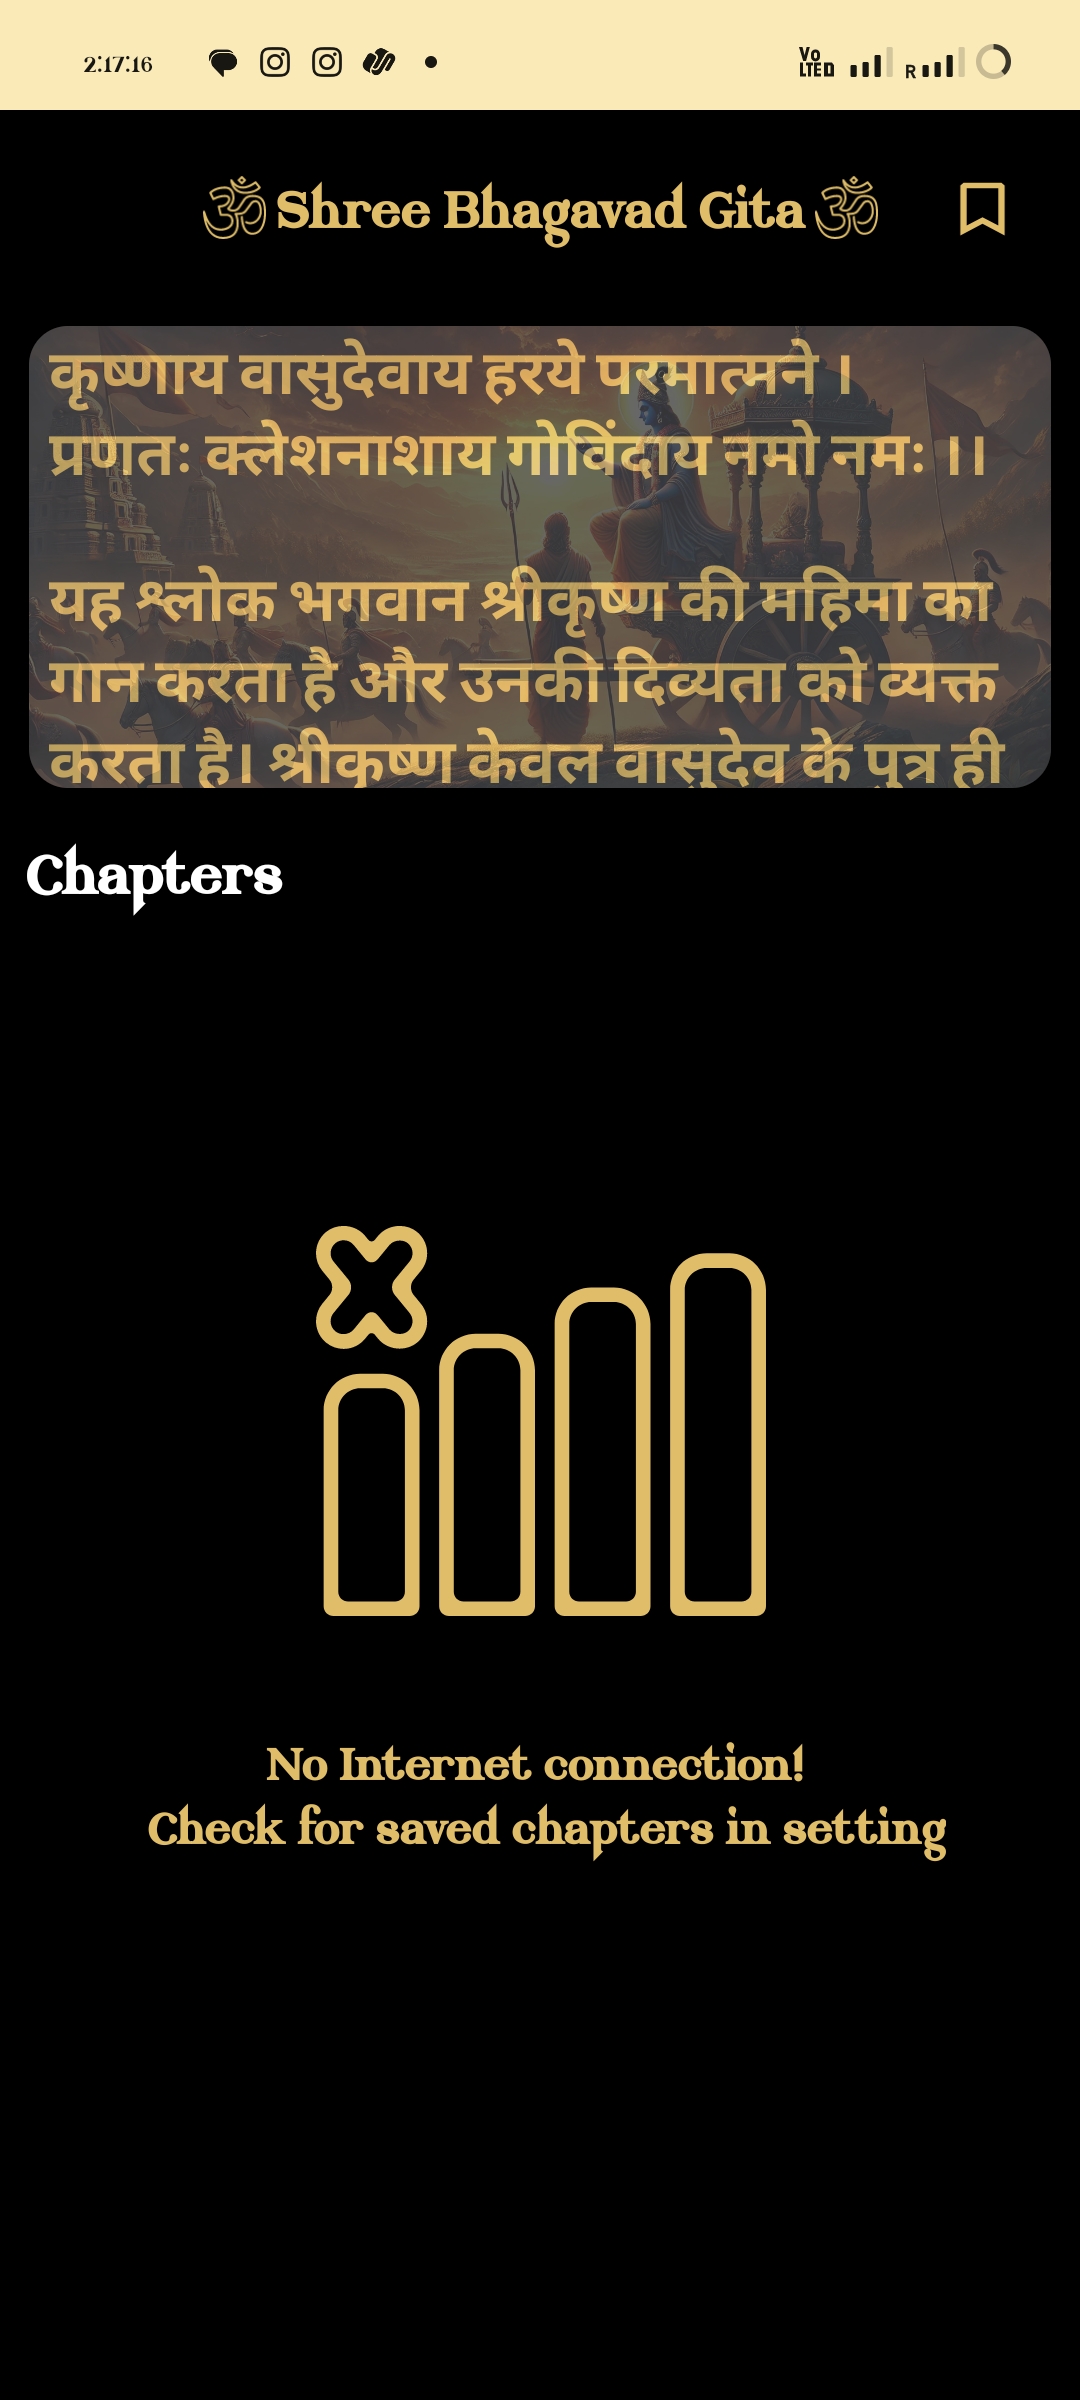 2:17:16
Vo
LTED
R
ॐ Shree Bhagavad Gita ॐ
कृष्णाय वासुदेवाय हरये परमात्मने ।
प्रणतः क्लेशनाशाय गोविंदाय नमो नमः ।।
यह श्लोक भगवान श्रीकृष्ण की महिमा का
गान करता है और उनकी दिव्यता को व्यक्त
करता है। श्रीकृष्ण केवल वासुदेव के पुत्र ही
Chapters
No Internet connection!
Check for saved chapters in setting